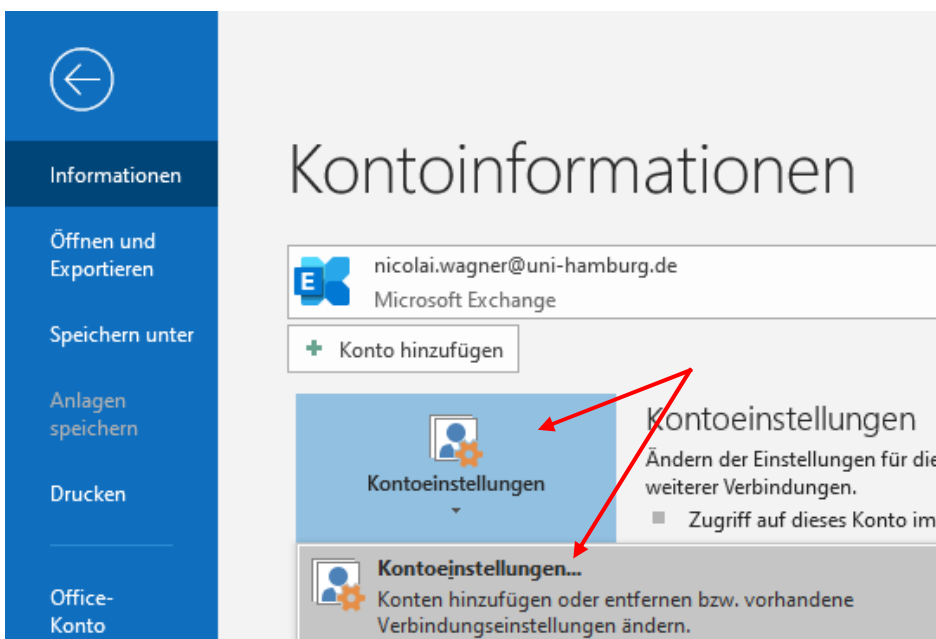 Informationen
Öffnen und
Exportieren
Speichern unter
Anlagen
speichern
Drucken
Office-
Konto
Kontoinformationen
E
nicolai.wagner@uni-hamburg.de
Microsoft Exchange
+ Konto hinzufügen
Kontoeinstellungen
Kontoeinstellungen
Ändern der Einstellungen für die
weiterer Verbindungen.
Zugriff auf dieses Konto im
Kontoeinstellungen...
Konten hinzufügen oder entfernen bzw. vorhandene
Verbindungseinstellungen ändern.